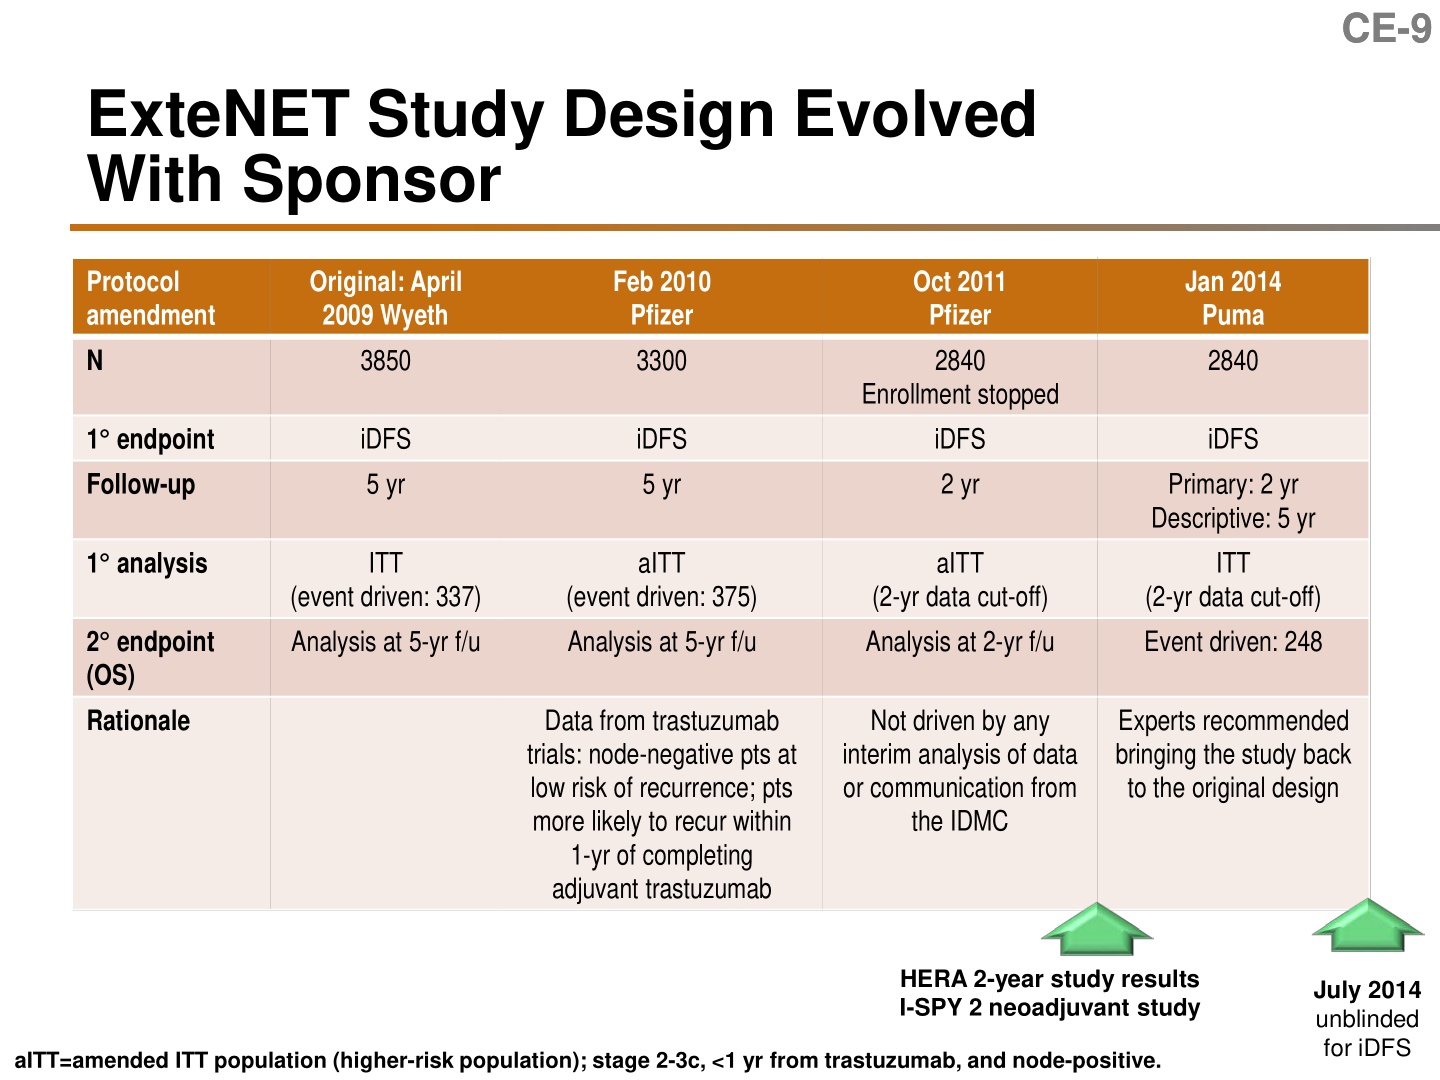 CE-9
ExteNET Study Design Evolved
With Sponsor
Protocol amendment
Original: April 2009 Wyeth
Feb 2010 Pfizer
Oct 2011 Pfizer
Jan 2014 Puma
N
3850
3300
2840
Enrollment stopped
2840
1° endpoint
iDFS
iDFS
iDFS
iDFS
Follow-up
5 yr
5 yr
2 yr
Primary: 2 yr
Descriptive: 5 yr
1° analysis
ITT
(event driven: 337)
aITT
(event driven: 375)
aITT
(2-yr data cut-off)
ITT
(2-yr data cut-off)
2° endpoint
(OS)
Analysis at 5-yr f/u
Analysis at 5-yr f/u
Analysis at 2-yr f/u
Event driven: 248
Rationale
Data from trastuzumab
trials: node-negative pts at
low risk of recurrence; pts
more likely to recur within
1-yr of completing
adjuvant trastuzumab
Not driven by any
interim analysis of data
or communication from
the IDMC
Experts recommended
bringing the study back
to the original design
HERA 2-year study results
I-SPY 2 neoadjuvant study
July 2014
unblinded
for iDFS
aITT=amended ITT population (higher-risk population); stage 2-3c, <1 yr from trastuzumab, and node-positive.